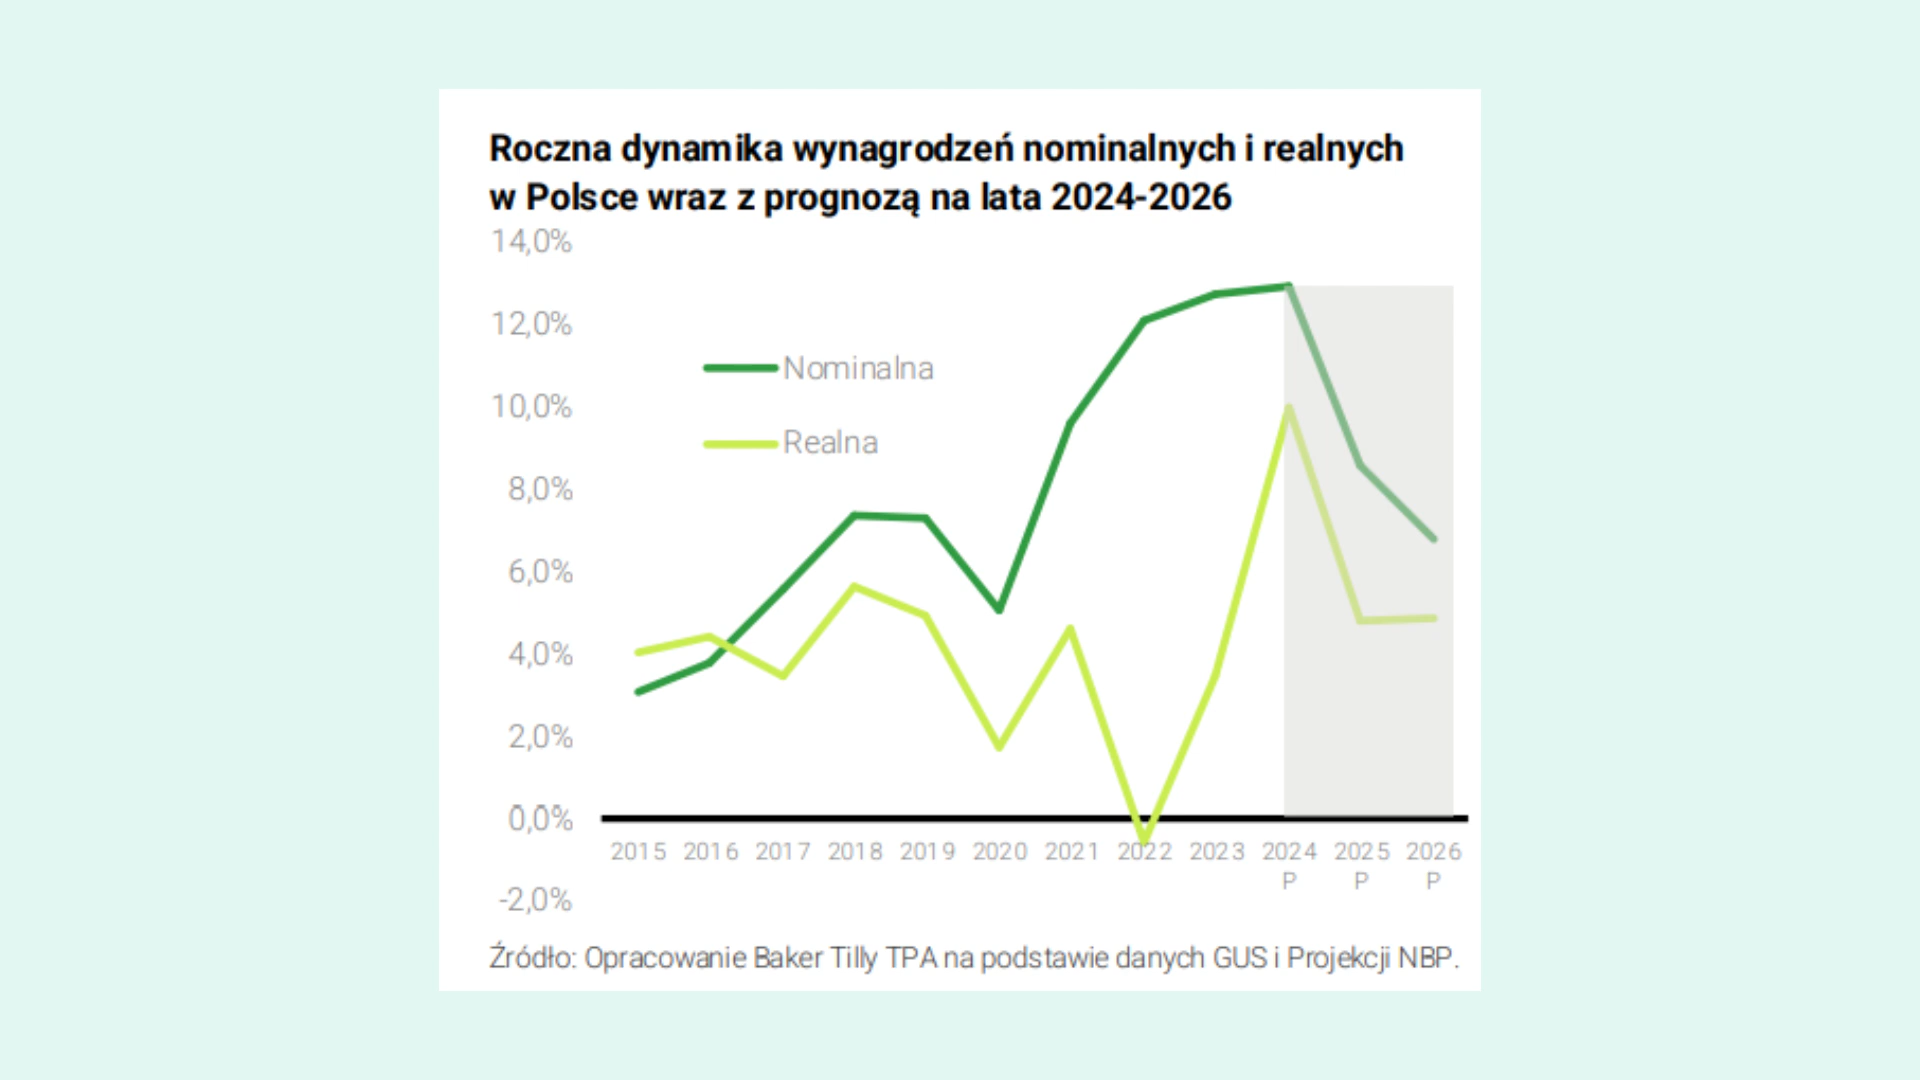 Roczna dynamika wynagrodzeń nominalnych i realnych
w Polsce wraz z prognozą na lata 2024-2026
14,0%
12,0%
10,0%
8,0%
6,0%
4,0%
2,0%
0,0%
-2,0%
Nominalna
Realna
2015 2016 2017 2018 2019 2020 2021 2022 2023 2024 2025 2026
P P P
Źródło: Opracowanie Baker Tilly TPA na podstawie danych GUS i Projekcji NBP.